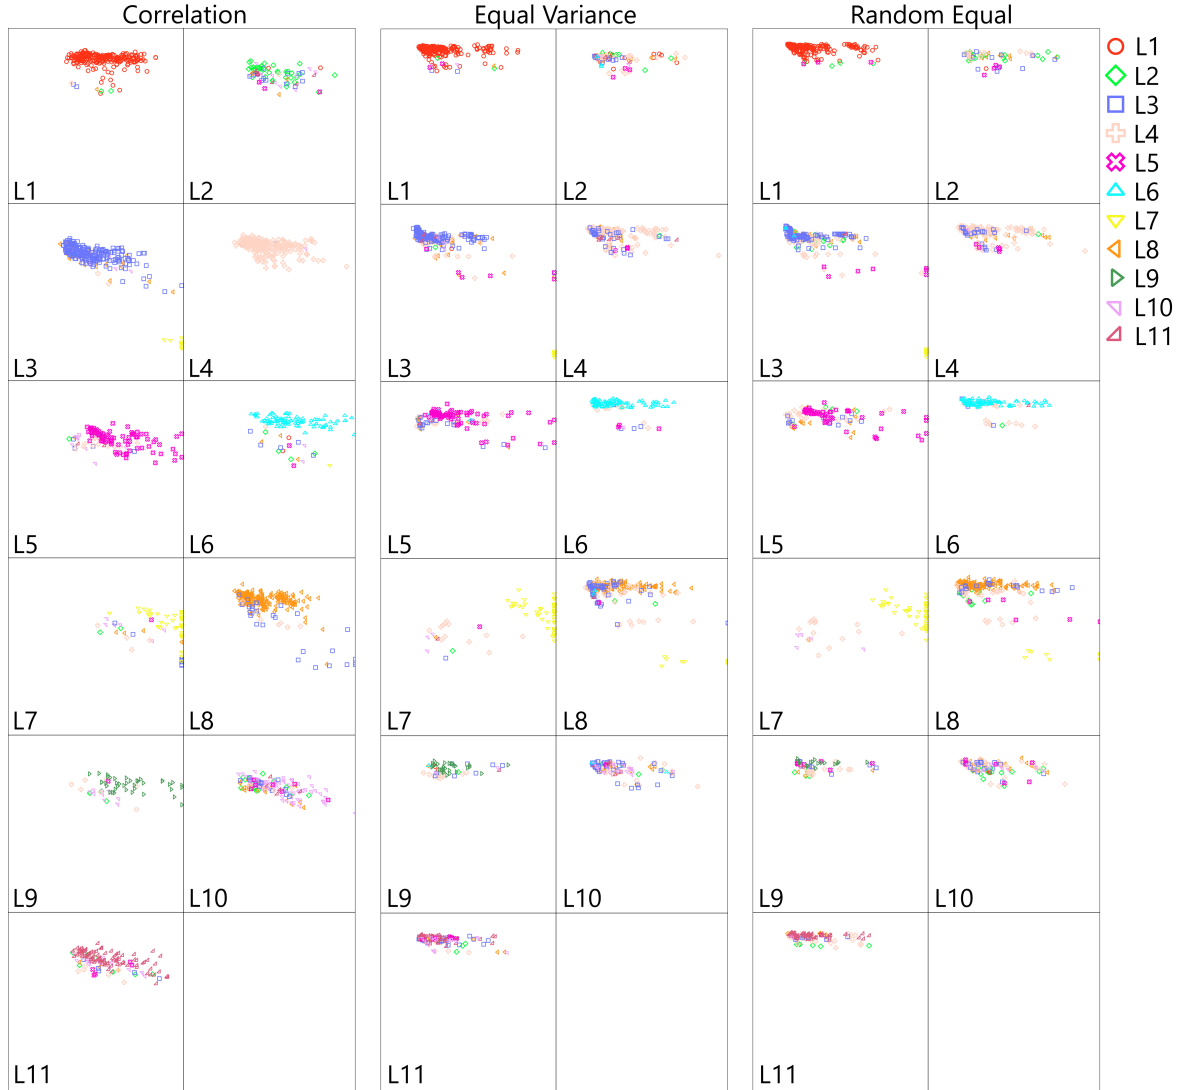 Correlation Equal Variance Random Equal
L1
L2
L3
L4
L5
L6
L7
L8
L9
L10
L11
L1 L2 L1 L2 L1 L2
L3 L4 L3 L4 L3 L4
L5 L6 L5 L6 L5 L6
L7 L8 L7 L8 L7 L8
L9 L10 L9 L10 L9 L10
L11 L11 L11